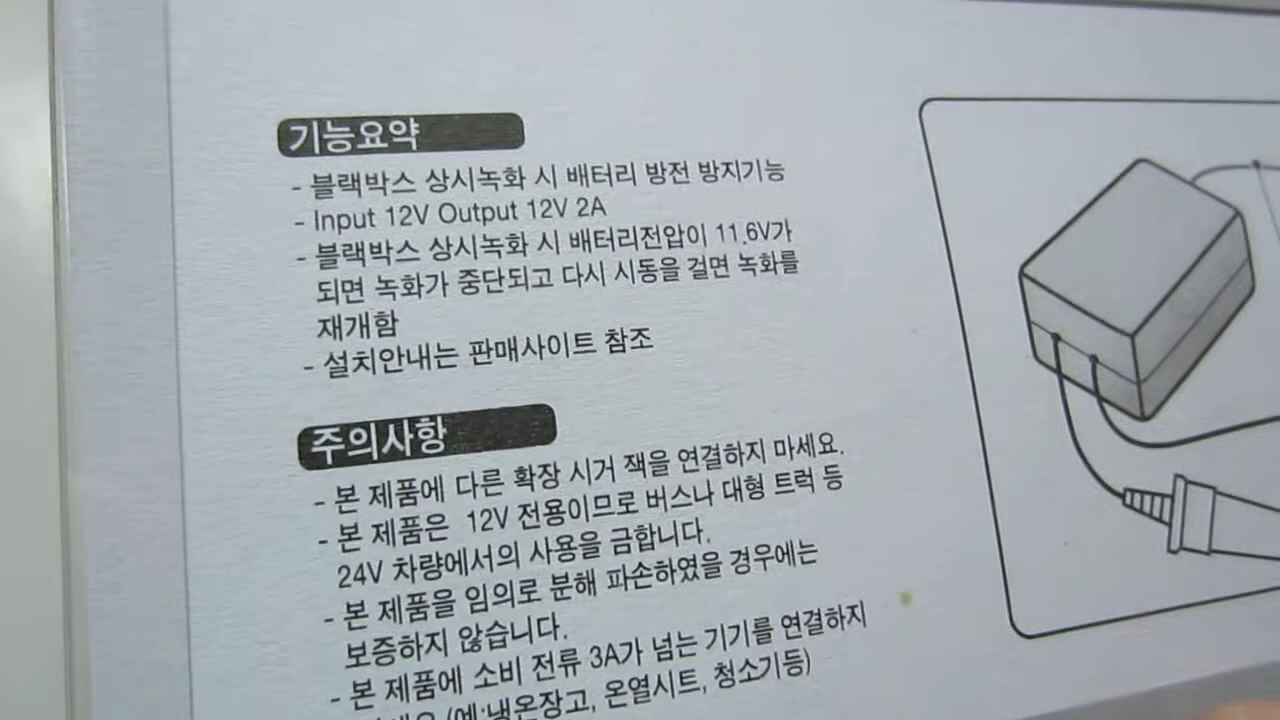 기능요약
- 블랙박스 상시녹화 시 배터리 방전 방지기능
- Input 12V Output 12V 2A
- 블랙박스 상시녹화 시 배터리전압이 11.6V가
되면 녹화가 중단되고 다시 시동을 걸면 녹화를
재개함
- 설치안내는 판매사이트 참조
주의사항
- 본 제품에 다른 확장 시거 잭을 연결하지 마세요.
- 본 제품은 12V 전용이므로 버스나 대형 트럭 등
24V 차량에서의 사용을 금합니다.
- 본 제품을 임의로 분해 파손하였을 경우에는
보증하지 않습니다.
- 본 제품에 소비 전류 3A가 넘는 기기를 연결하지
(예:냉온장고, 온열시트, 청소기등)